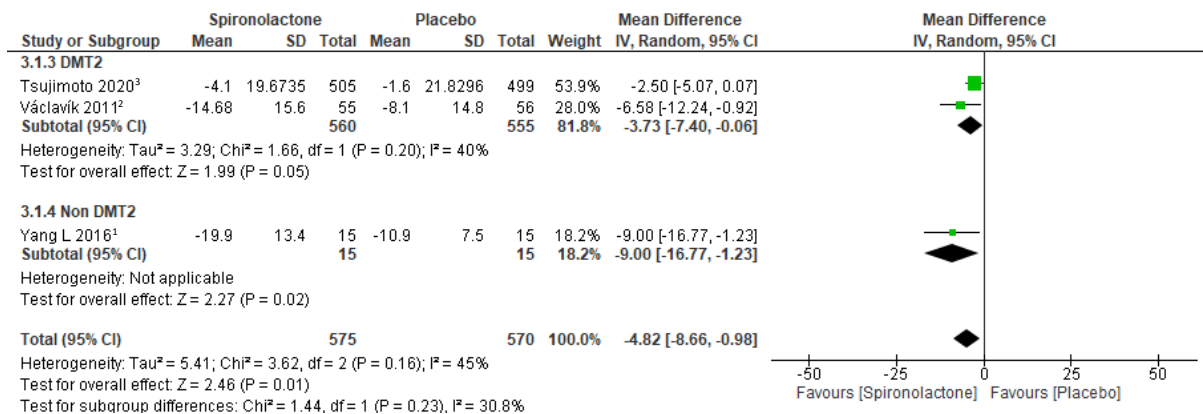 Spironolactone Placebo Mean Difference Mean Difference
Study or Subgroup Mean SD Total Mean SD Total Weight IV, Random, 95% CI IV, Random, 95% CI
3.1.3 DMT2
Tsujimoto 2020³ -4.1 19.6735 505 -1.6 21.8296 499 53.9% -2.50 [-5.07, 0.07]
Václavík 2011² -14.68 15.6 55 -8.1 14.8 56 28.0% -6.58 [-12.24, -0.92]
Subtotal (95% CI) 560 555 81.8% -3.73 [-7.40, -0.06]
Heterogeneity: Tau² = 3.29; Chi² = 1.66, df = 1 (P = 0.20); I² = 40%
Test for overall effect: Z = 1.99 (P = 0.05)
3.1.4 Non DMT2
Yang L 2016¹ -19.9 13.4 15 -10.9 7.5 15 18.2% -9.00 [-16.77, -1.23]
Subtotal (95% CI) 15 15 18.2% -9.00 [-16.77, -1.23]
Heterogeneity: Not applicable
Test for overall effect: Z = 2.27 (P = 0.02)
Total (95% CI) 575 570 100.0% -4.82 [-8.66, -0.98]
Heterogeneity: Tau² = 5.41; Chi² = 3.62, df = 2 (P = 0.16); I² = 45%
Test for overall effect: Z = 2.46 (P = 0.01)
Test for subgroup differences: Chi² = 1.44, df = 1 (P = 0.23), I² = 30.8%
-50 -25 0 25 50
Favours [Spironolactone] Favours [Placebo]